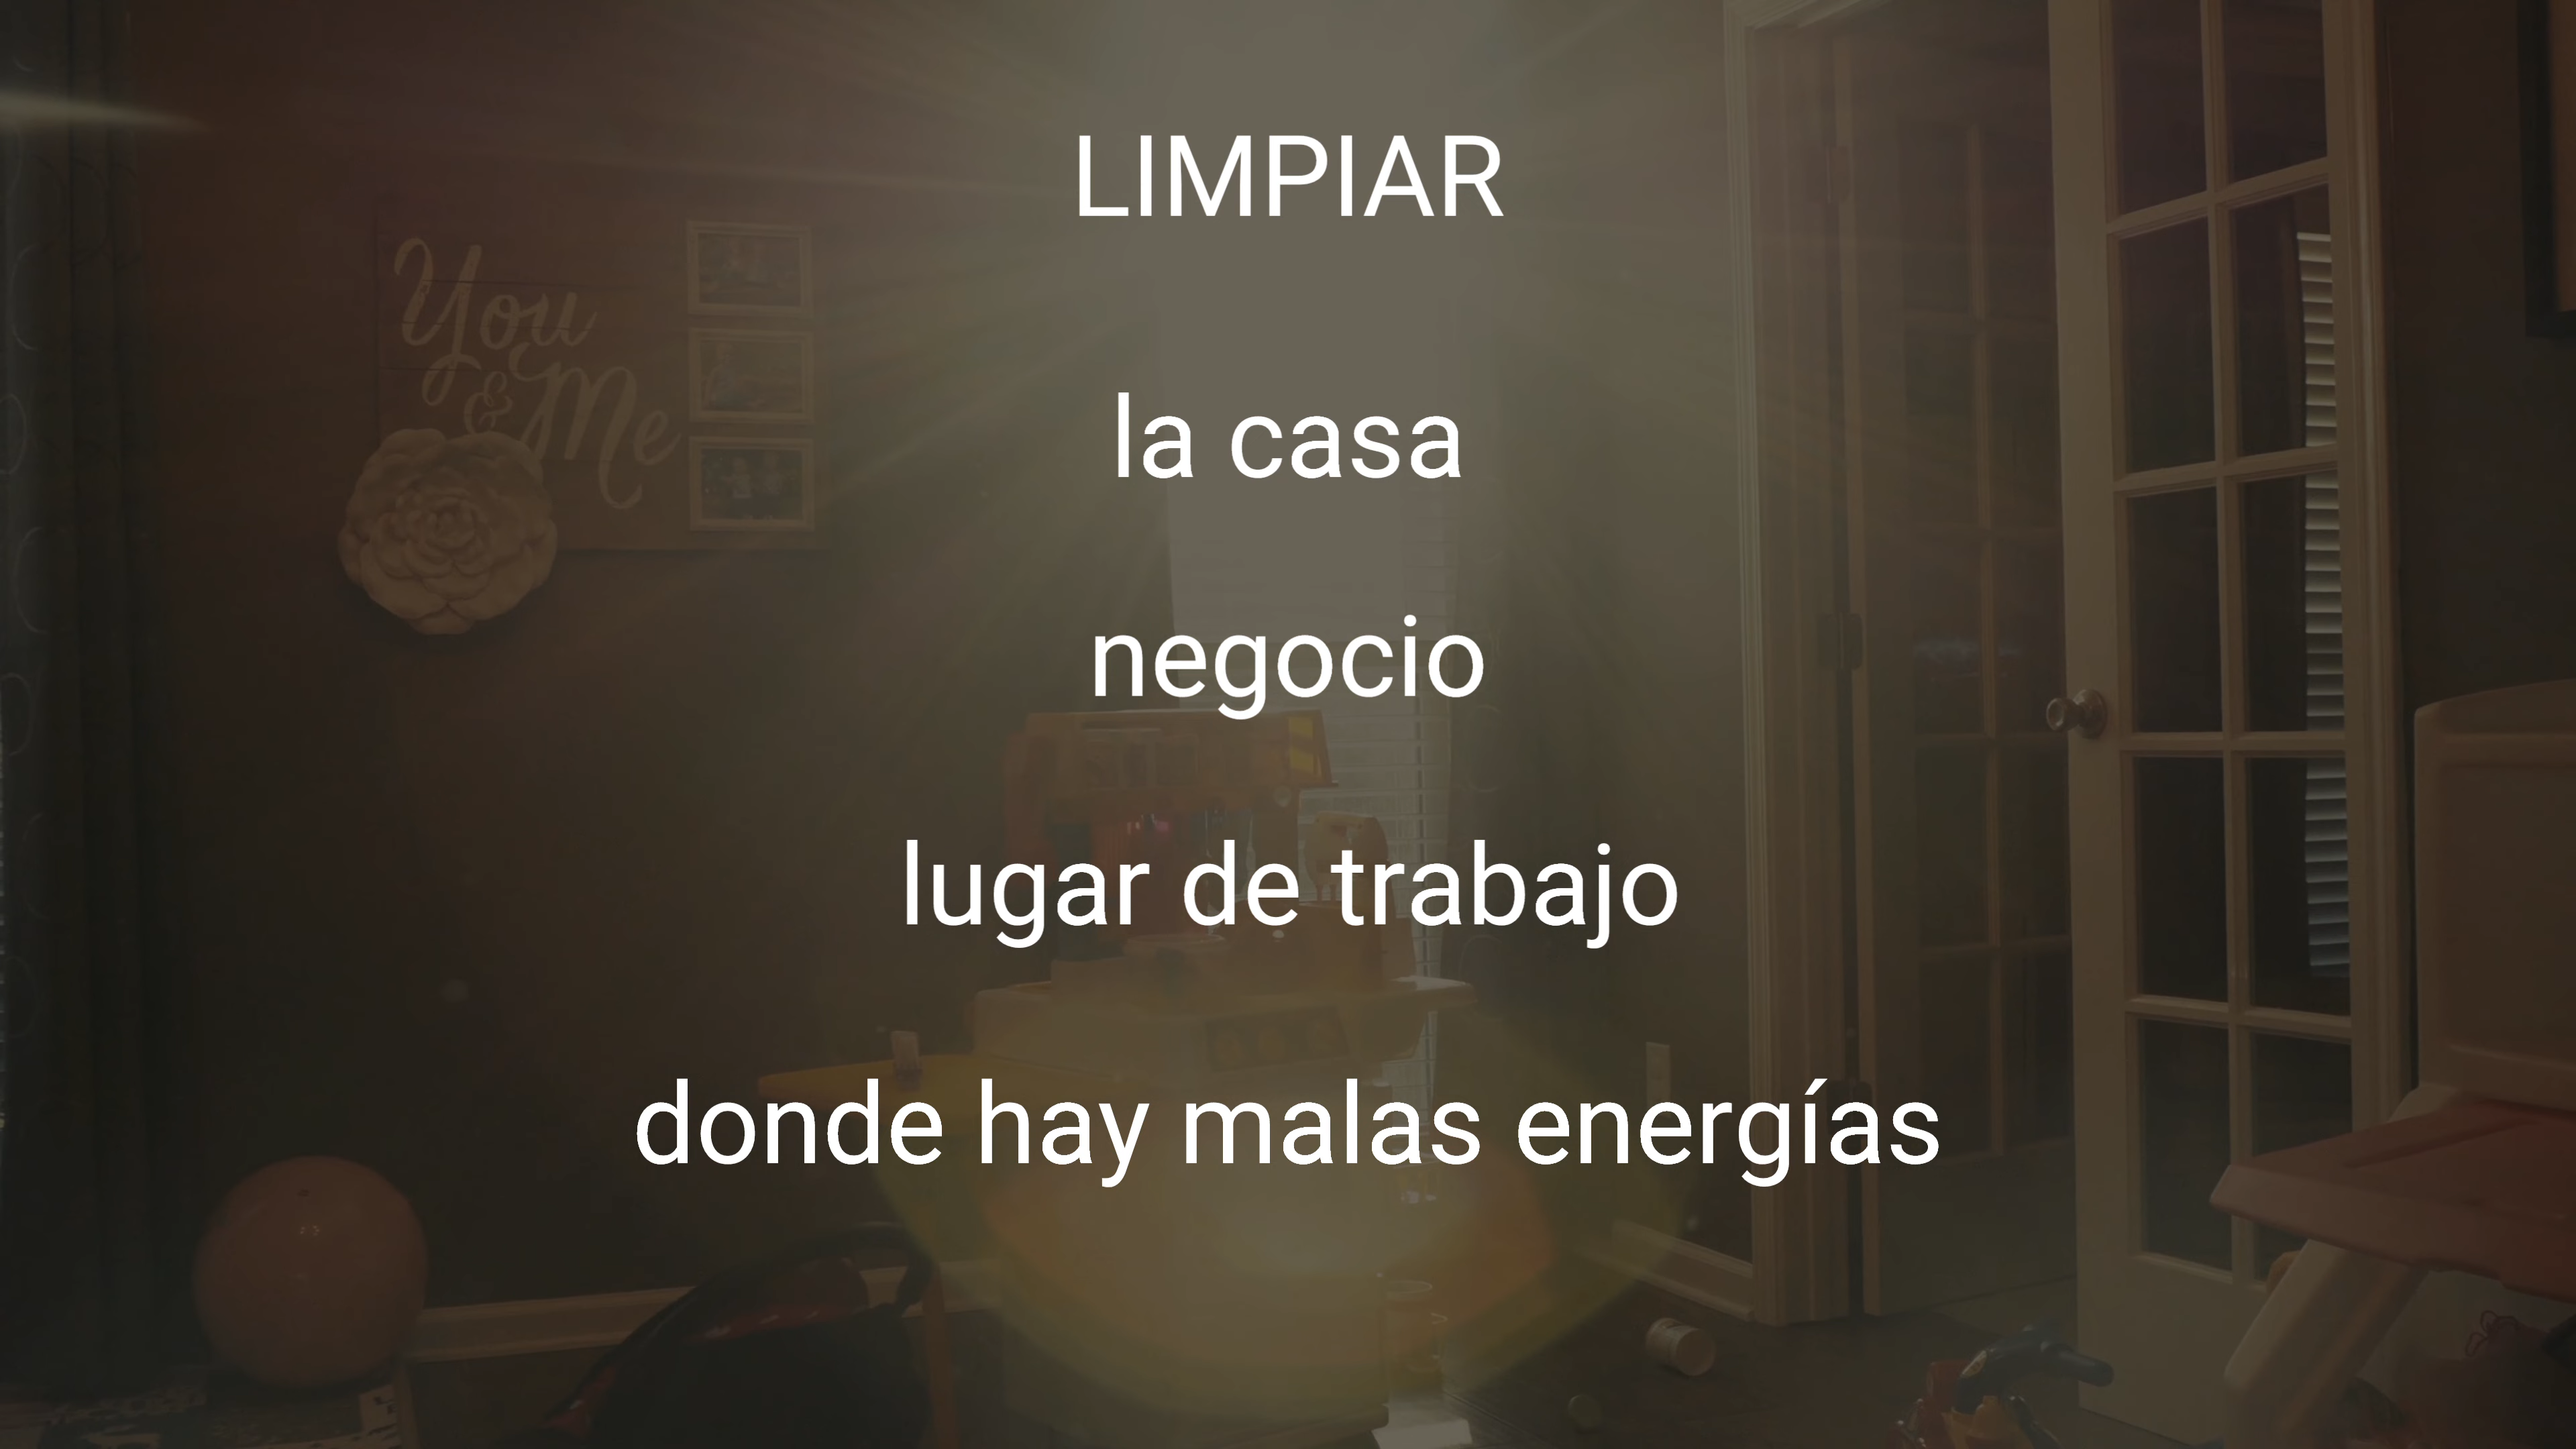 LIMPIAR
You
& Me
la casa
negocio
lugar de trabajo
donde hay malas energías